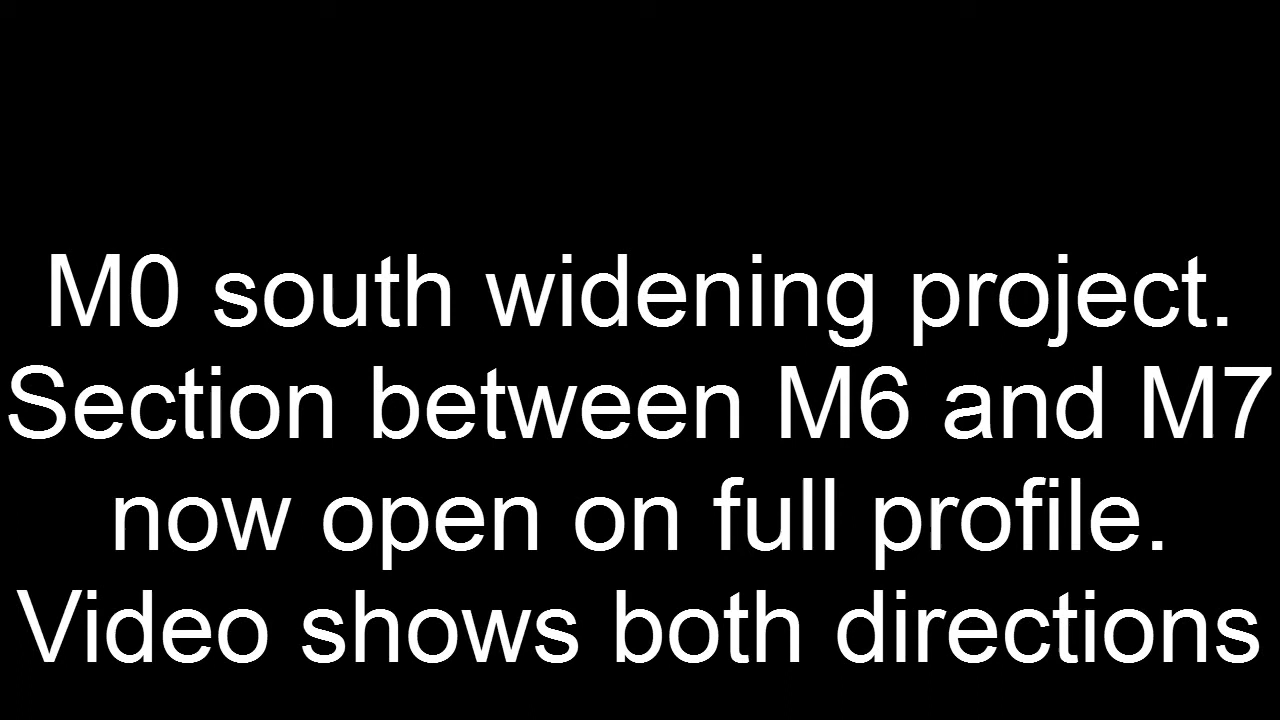 M0 south widening project.
Section between M6 and M7
now open on full profile.
Video shows both directions